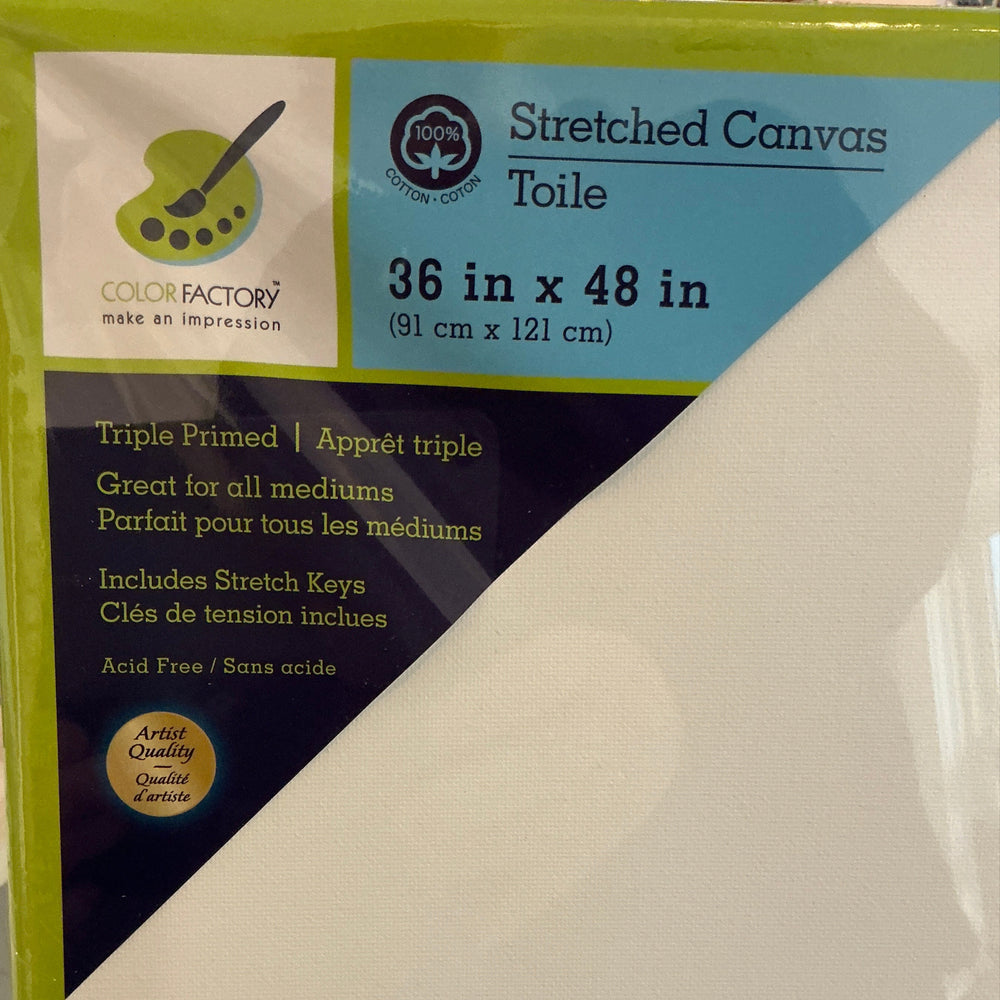 COLOR FACTORY™
make an impression
100%
COTTON · COTON
Stretched Canvas
Toile
36 in x 48 in
(91 cm x 121 cm)
Triple Primed | Apprêt triple
Great for all mediums
Parfait pour tous les médiums
Includes Stretch Keys
Clés de tension inclues
Acid Free / Sans acide
Artist
Quality
Qualité
d'artiste